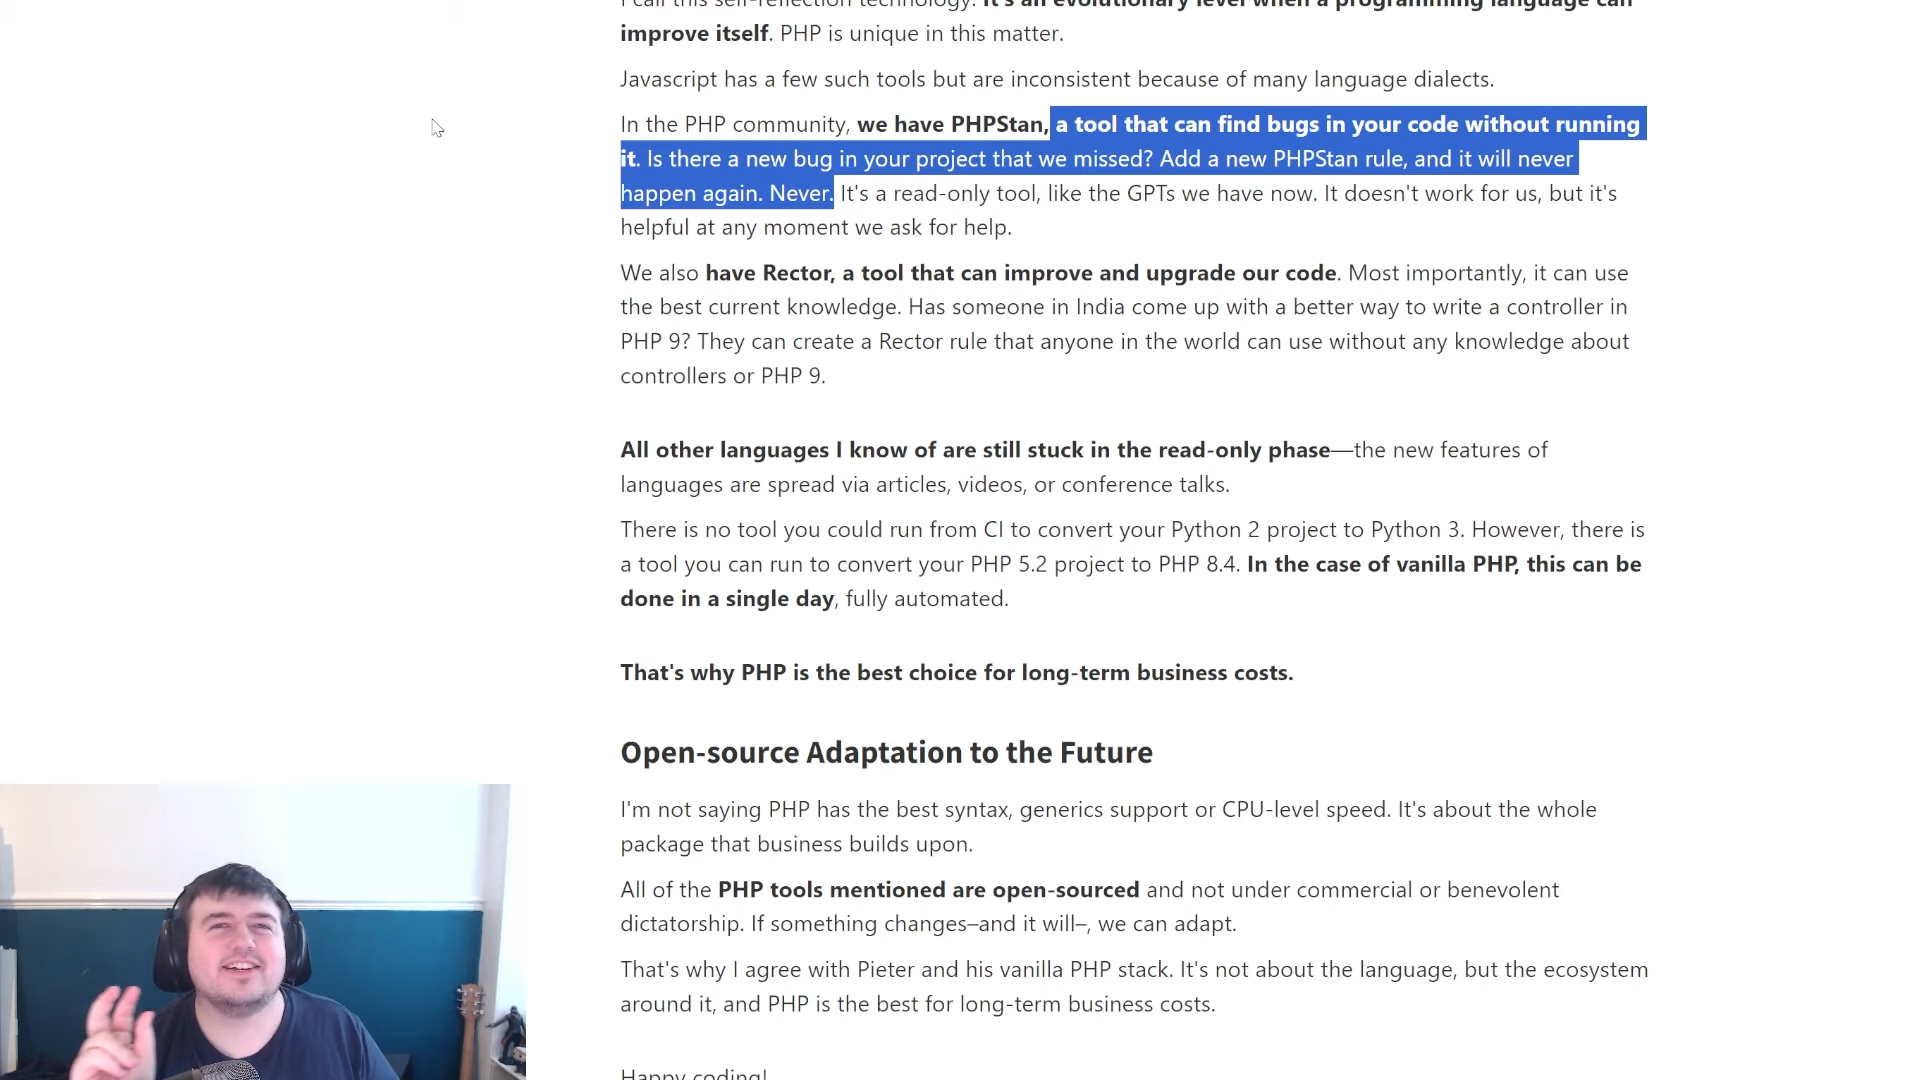 I call this self-reflection technology. It's an evolutionary level when a programming language can
improve itself. PHP is unique in this matter.
Javascript has a few such tools but are inconsistent because of many language dialects.
In the PHP community, we have PHPStan, a tool that can find bugs in your code without running
it. Is there a new bug in your project that we missed? Add a new PHPStan rule, and it will never
happen again. Never. It's a read-only tool, like the GPTs we have now. It doesn't work for us, but it's
helpful at any moment we ask for help.
We also have Rector, a tool that can improve and upgrade our code. Most importantly, it can use
the best current knowledge. Has someone in India come up with a better way to write a controller in
PHP 9? They can create a Rector rule that anyone in the world can use without any knowledge about
controllers or PHP 9.
All other languages I know of are still stuck in the read-only phase—the new features of
languages are spread via articles, videos, or conference talks.
There is no tool you could run from CI to convert your Python 2 project to Python 3. However, there is
a tool you can run to convert your PHP 5.2 project to PHP 8.4. In the case of vanilla PHP, this can be
done in a single day, fully automated.
That's why PHP is the best choice for long-term business costs.
Open-source Adaptation to the Future
I'm not saying PHP has the best syntax, generics support or CPU-level speed. It's about the whole
package that business builds upon.
All of the PHP tools mentioned are open-sourced and not under commercial or benevolent
dictatorship. If something changes–and it will–, we can adapt.
That's why I agree with Pieter and his vanilla PHP stack. It's not about the language, but the ecosystem
around it, and PHP is the best for long-term business costs.
Happy coding!